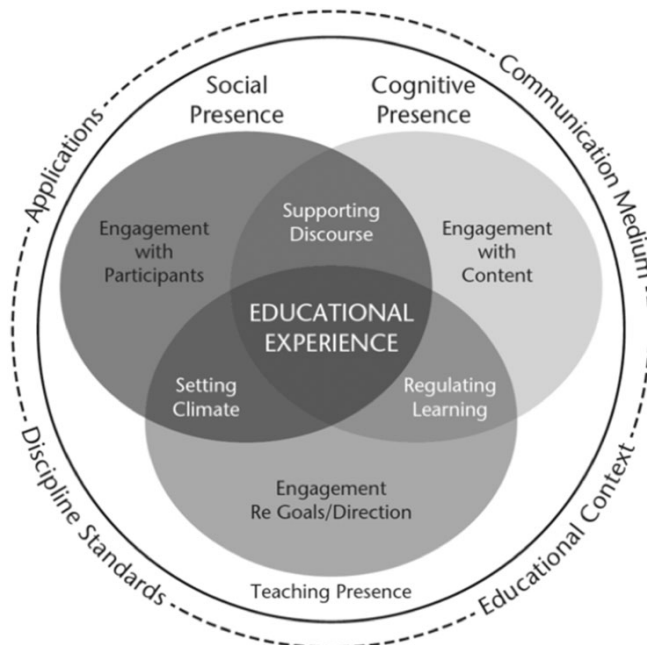 Applications
Communication Medium
Social
Presence
Cognitive
Presence
Engagement
with
Participants
Supporting
Discourse
Engagement
with
Content
EDUCATIONAL
EXPERIENCE
Setting
Climate
Regulating
Learning
Engagement
Re Goals/Direction
Teaching Presence
Discipline Standards
Educational Context